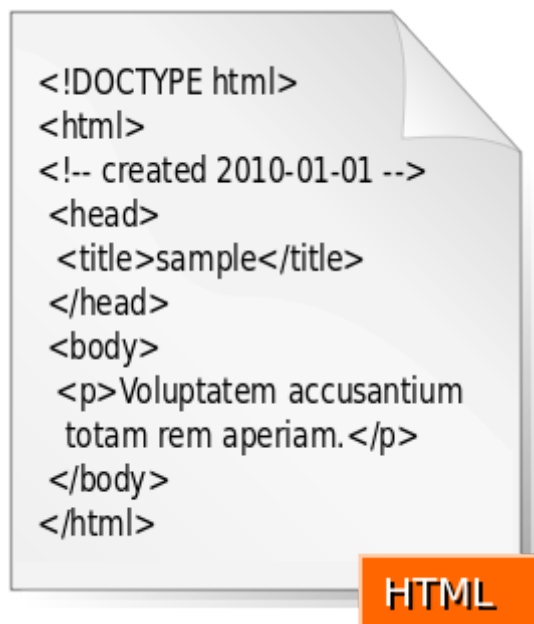 <!DOCTYPE html>
<html>
<!-- created 2010-01-01 -->
<head>
<title>sample</title>
</head>
<body>
<p>Voluptatem accusantium
totam rem aperiam.</p>
</body>
</html>
HTML